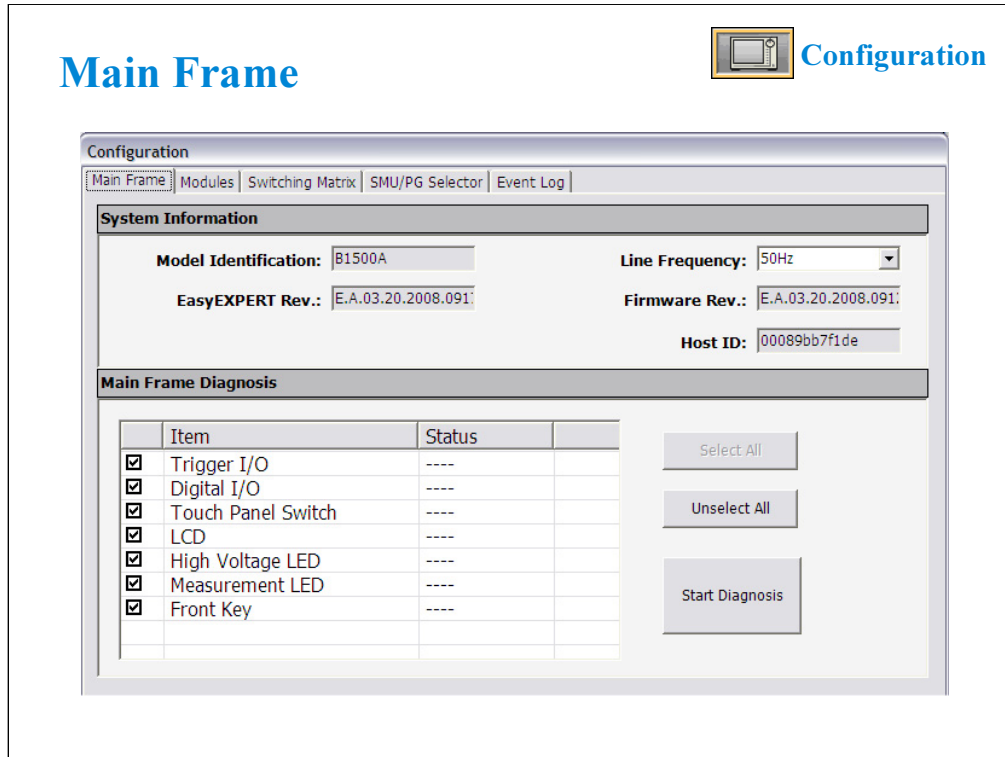 Main Frame
Configuration
Configuration
Main Frame Modules Switching Matrix SMU/PG Selector Event Log
System Information
Model Identification: B1500A Line Frequency: 50Hz
EasyEXPERT Rev.: E.A.03.20.2008.091 Firmware Rev.: E.A.03.20.2008.091
Host ID: 00089bb7f1de
Main Frame Diagnosis
Item Status
Trigger I/O ----
Digital I/O ----
Touch Panel Switch ----
LCD ----
High Voltage LED ----
Measurement LED ----
Front Key ----
Select All
Unselect All
Start Diagnosis